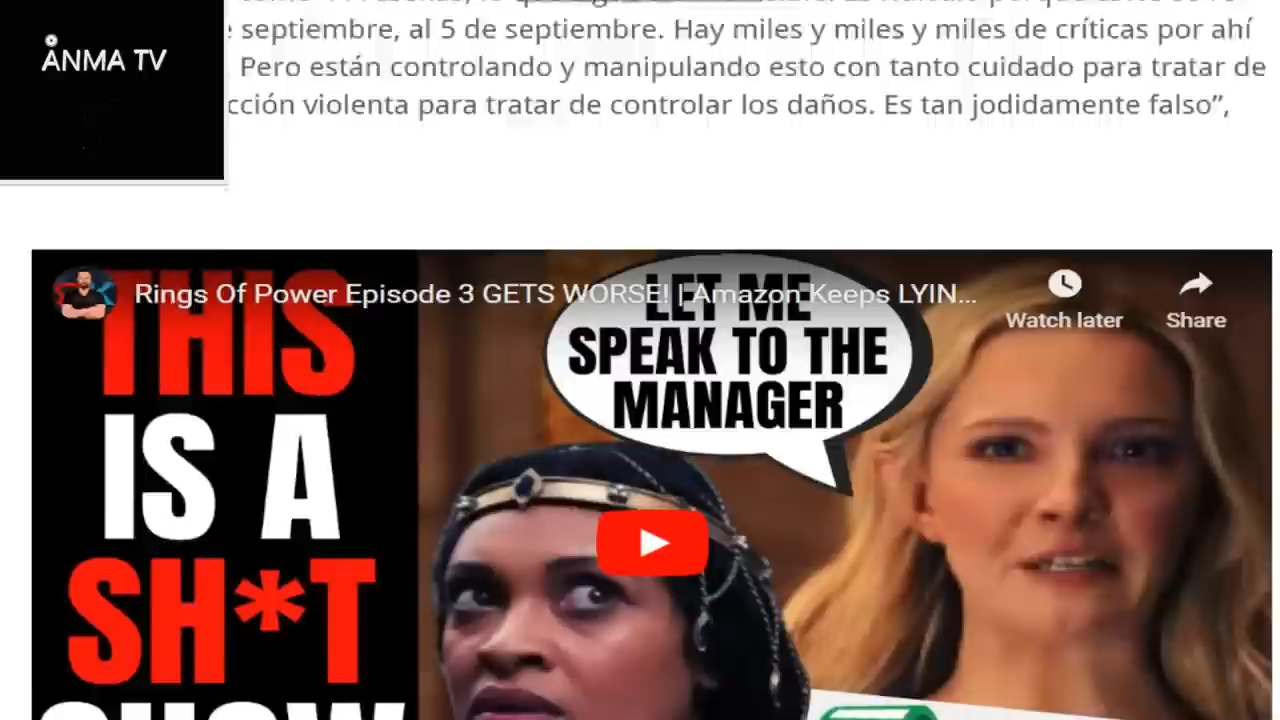 septiembre, al 5 de septiembre. Hay miles y miles y miles de críticas por ahí
ANMA TV
Pero están controlando y manipulando esto con tanto cuidado para tratar de
cción violenta para tratar de controlar los daños. Es tan jodidamente falso”,
Rings Of Power Episode 3 GETS WORSE! | Amazon Keeps LYIN...
Watch later
Share
THIS
IS A
SH*T
SHOW
LET ME
SPEAK TO THE
MANAGER